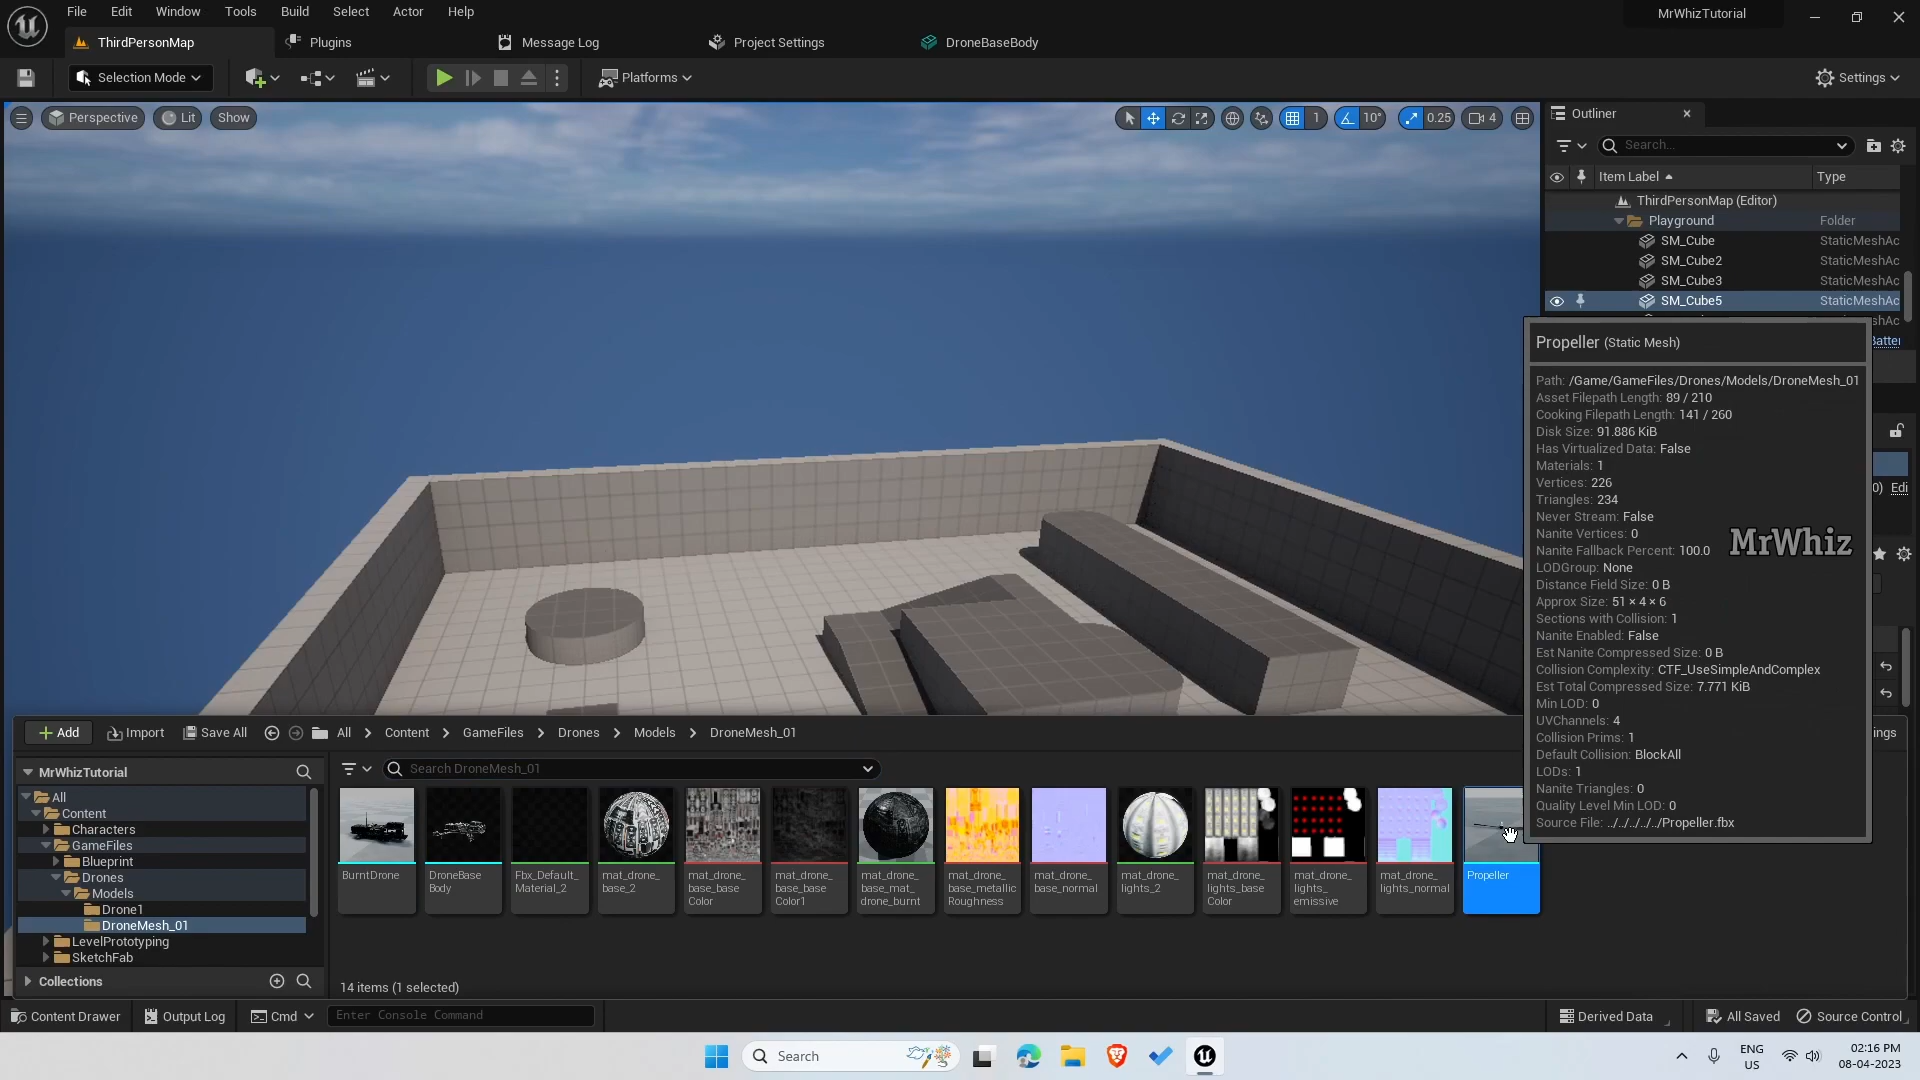 File Edit Window Tools Build Select Actor Help
MrWhizTutorial
ThirdPersonMap Plugins Message Log Project Settings DroneBaseBody
Selection Mode Platforms Settings
Perspective Lit Show 1 10° 0.25 4
Outliner
Search...
Item Label Type
ThirdPersonMap (Editor)
Playground Folder
SM_Cube StaticMeshAc
SM_Cube2 StaticMeshAc
SM_Cube3 StaticMeshAc
SM_Cube5 StaticMeshAc
Propeller (Static Mesh)
Path: /Game/GameFiles/Drones/Models/DroneMesh_01
Asset Filepath Length: 89 / 210
Cooking Filepath Length: 141 / 260
Disk Size: 91.886 KiB
Has Virtualized Data: False
Materials: 1
Vertices: 226
Triangles: 234
Never Stream: False
Nanite Vertices: 0
Nanite Fallback Percent: 100.0
LODGroup: None
Distance Field Size: 0 B
Approx Size: 51 × 4 × 6
Sections with Collision: 1
Nanite Enabled: False
Est Nanite Compressed Size: 0 B
Collision Complexity: CTF_UseSimpleAndComplex
Est Total Compressed Size: 7.771 KiB
Min LOD: 0
UVChannels: 4
Collision Prims: 1
Default Collision: BlockAll
LODs: 1
Nanite Triangles: 0
Quality Level Min LOD: 0
Source File: ../../../../../Propeller.fbx
MrWhiz
Edi
Add Import Save All All Content GameFiles Drones Models DroneMesh_01
MrWhizTutorial
Search DroneMesh_01
All
Content
Characters
GameFiles
Blueprint
Drones
Models
Drone1
DroneMesh_01
LevelPrototyping
SketchFab
Collections
BurntDrone
DroneBase
Body
Fbx_Default_
Material_2
mat_drone_
base_2
mat_drone_
base_base
Color
mat_drone_
base_base
Color1
mat_drone_
base_mat_
drone_burnt
mat_drone_
base_metallic
Roughness
mat_drone_
base_normal
mat_drone_
lights_2
mat_drone_
lights_base
Color
mat_drone_
lights_
emissive
mat_drone_
lights_normal
Propeller
14 items (1 selected)
Content Drawer Output Log Cmd Enter Console Command Derived Data All Saved Source Control
Search
ENG
US
02:16 PM
08-04-2023